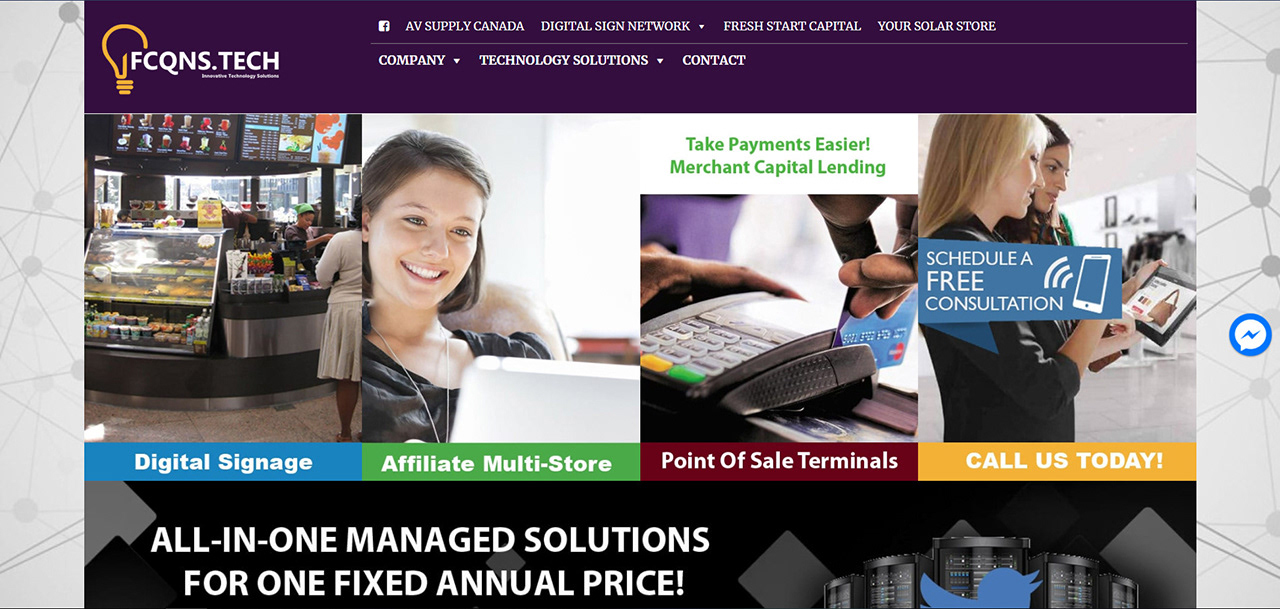 AV SUPPLY CANADA DIGITAL SIGN NETWORK FRESH START CAPITAL YOUR SOLAR STORE
FCQNS.TECH
Innovative Technology Solutions
COMPANY TECHNOLOGY SOLUTIONS CONTACT
Take Payments Easier!
Merchant Capital Lending
SCHEDULE A
FREE
CONSULTATION
Digital Signage
Affiliate Multi-Store
Point Of Sale Terminals
CALL US TODAY!
ALL-IN-ONE MANAGED SOLUTIONS
FOR ONE FIXED ANNUAL PRICE!